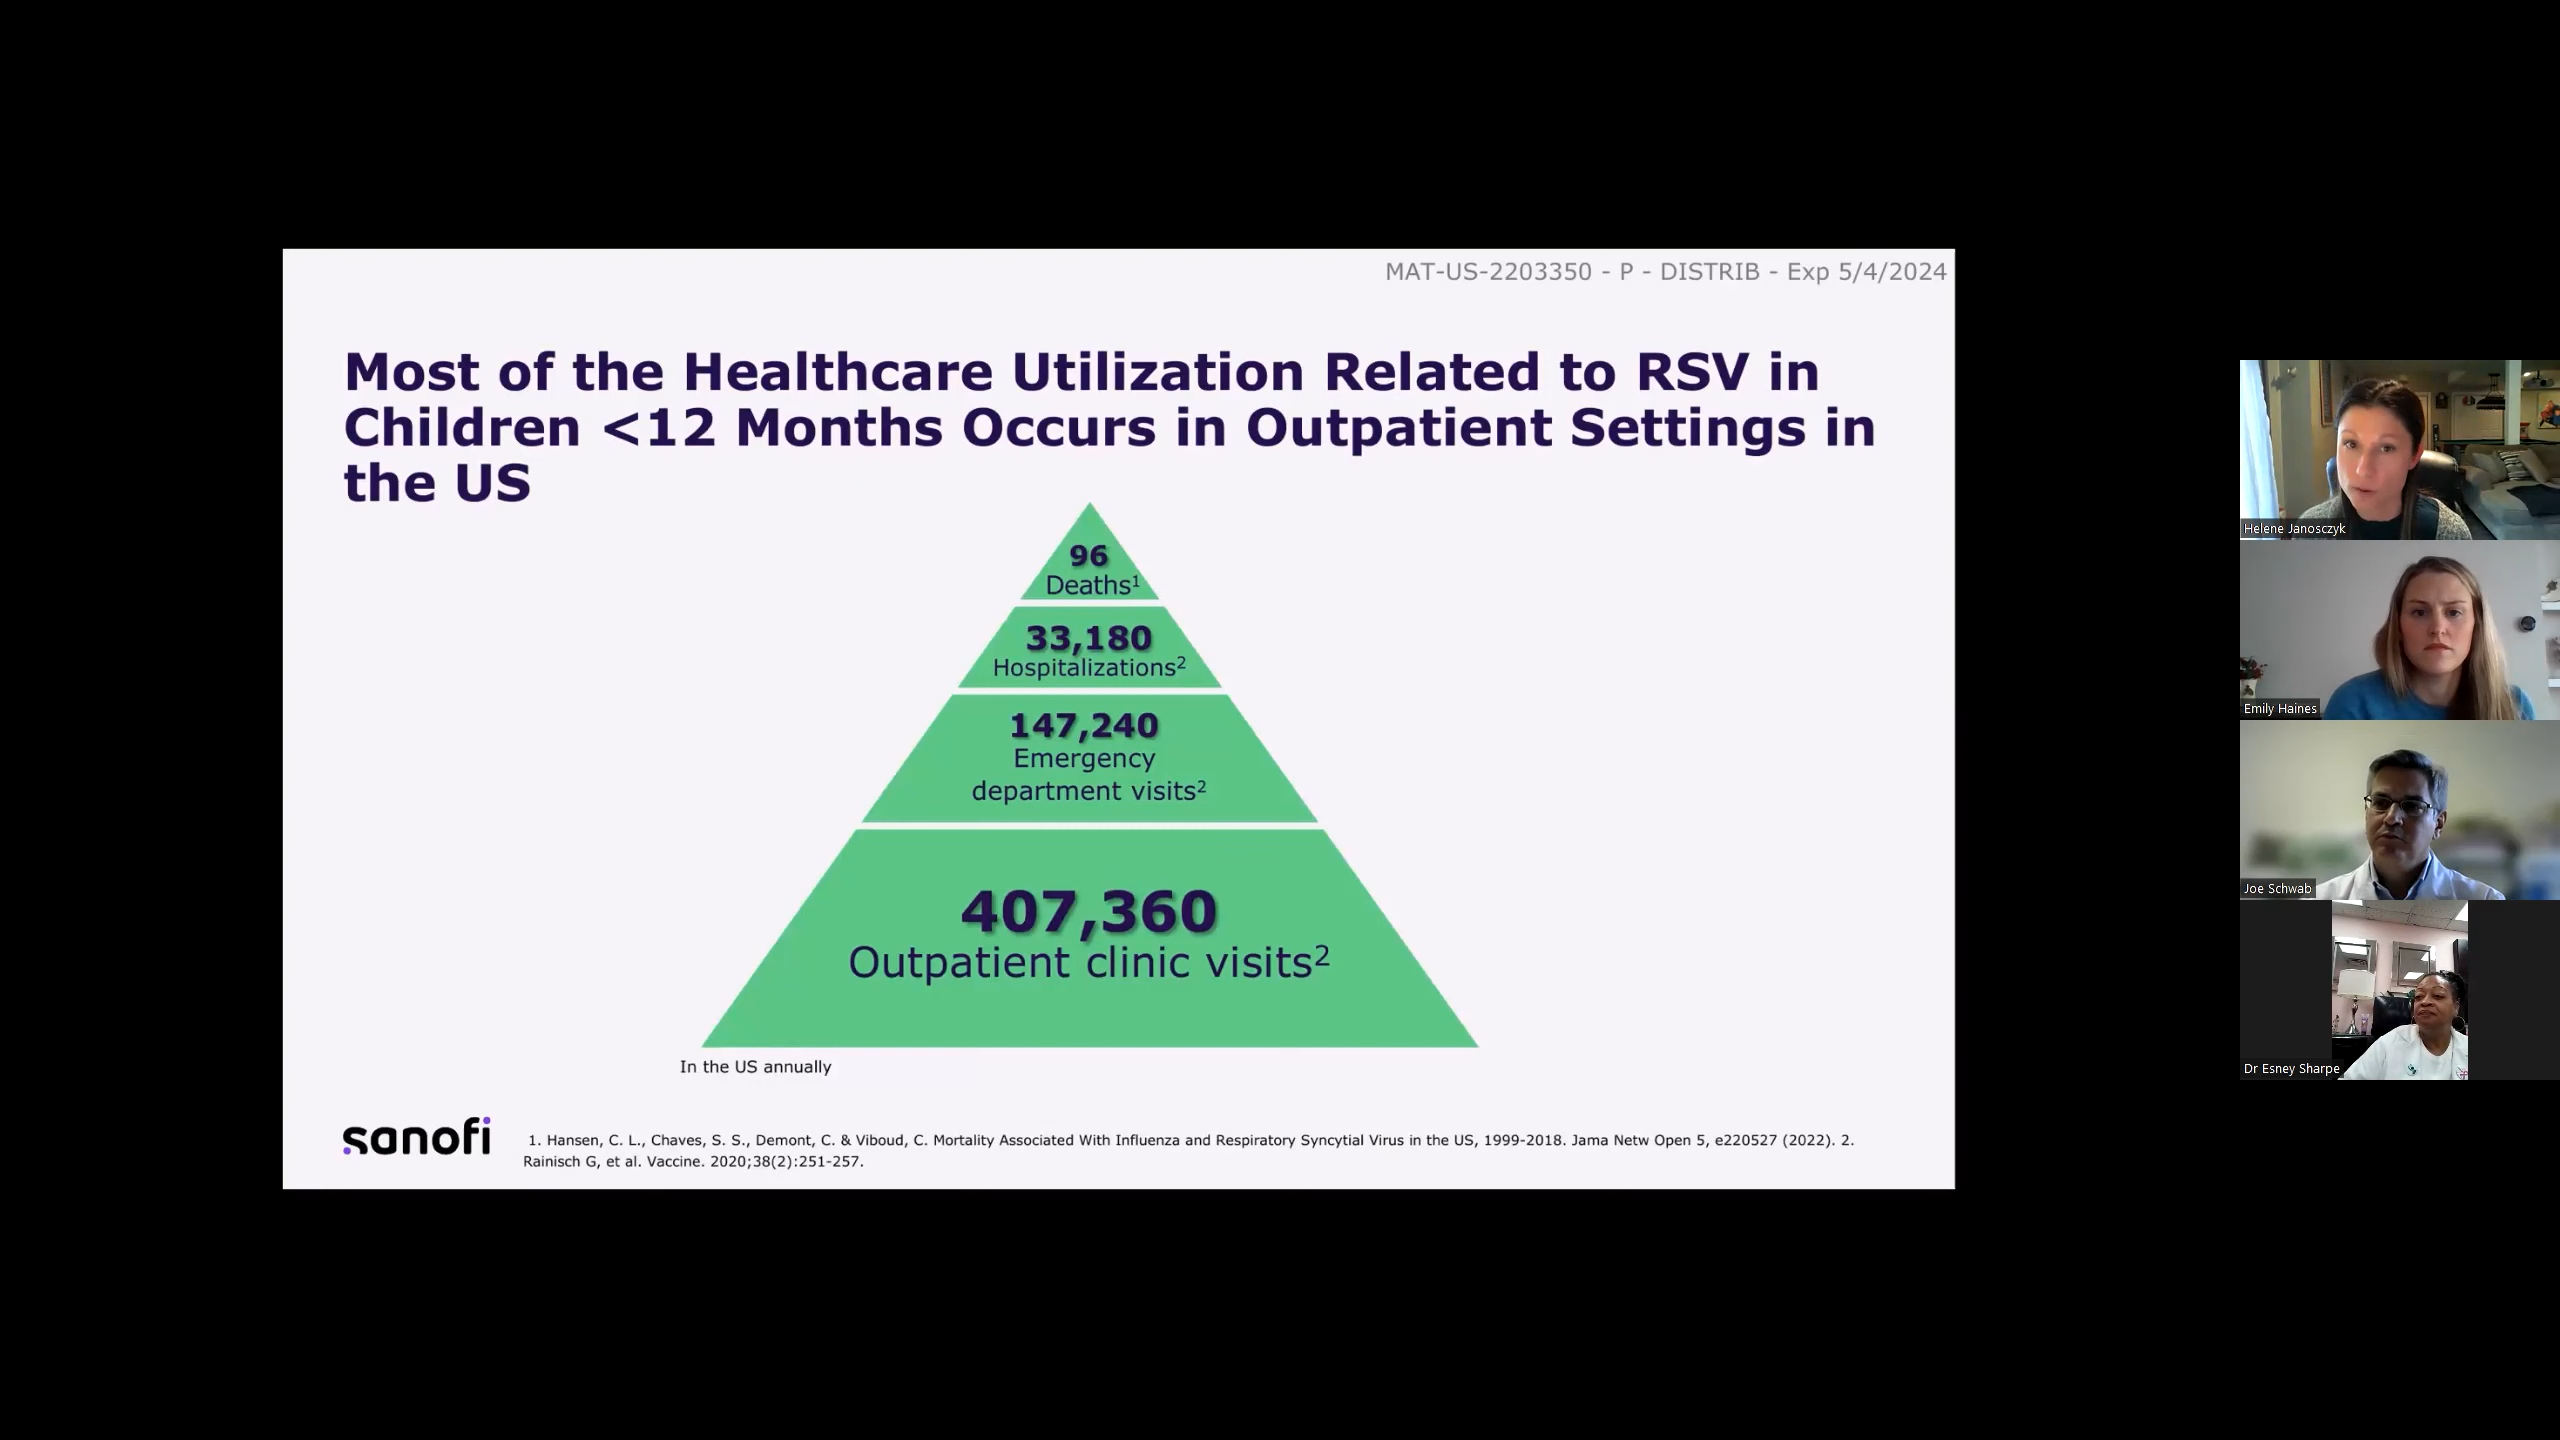 MAT-US-2203350 - P - DISTRIB - Exp 5/4/2024
Most of the Healthcare Utilization Related to RSV in
Children <12 Months Occurs in Outpatient Settings in
the US
96
Deaths¹
33,180
Hospitalizations²
147,240
Emergency
department visits²
407,360
Outpatient clinic visits²
In the US annually
sanofi
1. Hansen, C. L., Chaves, S. S., Demont, C. & Viboud, C. Mortality Associated With Influenza and Respiratory Syncytial Virus in the US, 1999-2018. Jama Netw Open 5, e220527 (2022). 2.
Rainisch G, et al. Vaccine. 2020;38(2):251-257.
Helene Janosczyk
Emily Haines
Joe Schwab
Dr Esney Sharpe